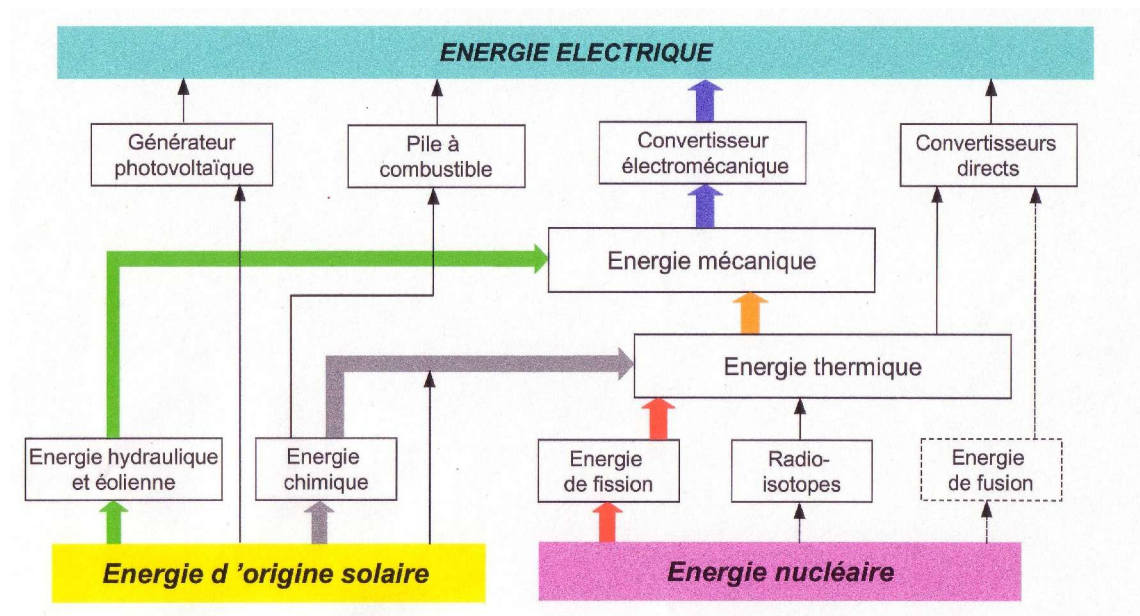 ENERGIE ELECTRIQUE
Générateur
photovoltaïque
Pile à
combustible
Convertisseur
électromécanique
Convertisseurs
directs
Energie mécanique
Energie thermique
Energie hydraulique
et éolienne
Energie
chimique
Energie
de fission
Radio-
isotopes
Energie
de fusion
Energie d ’origine solaire
Energie nucléaire